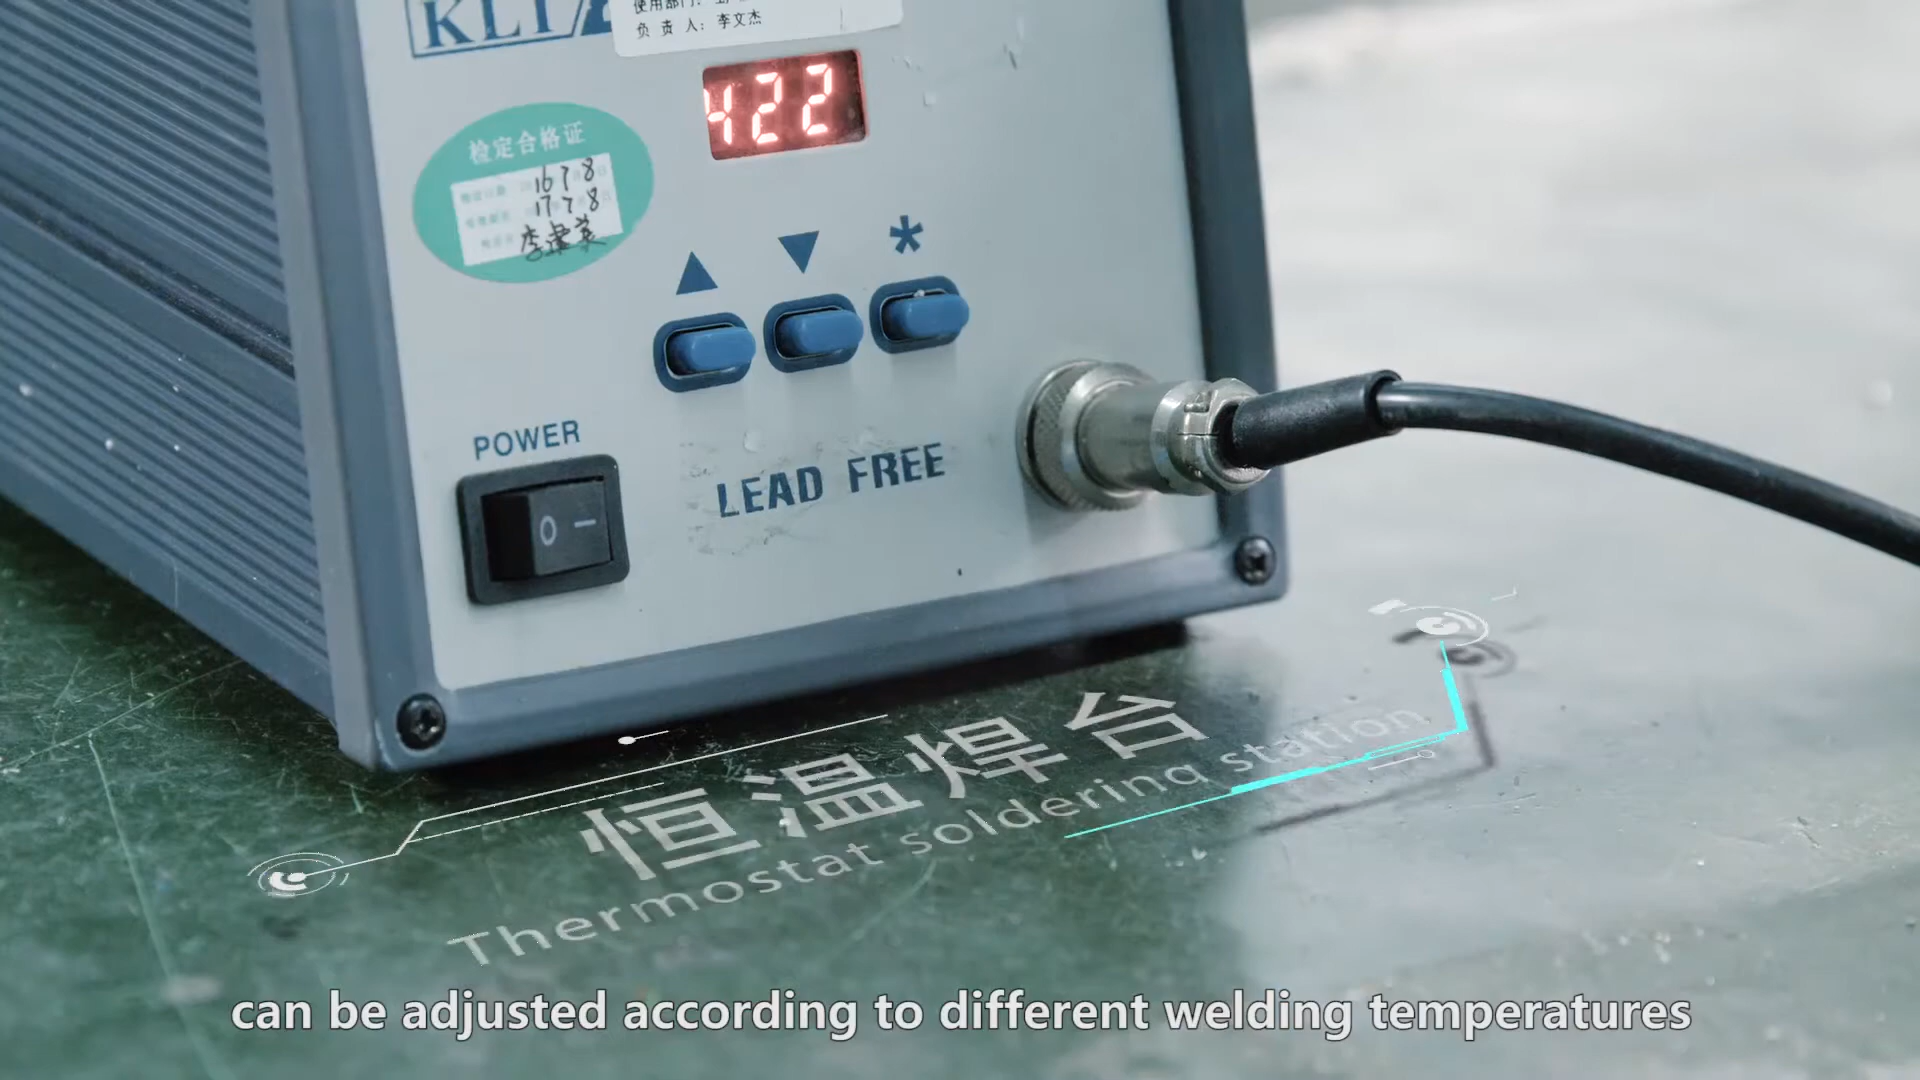 负责人：李文杰
422
检定合格证
16 7 8
17 7 8
POWER
LEAD FREE
恒温焊台
Thermostat soldering station
can be adjusted according to different welding temperatures